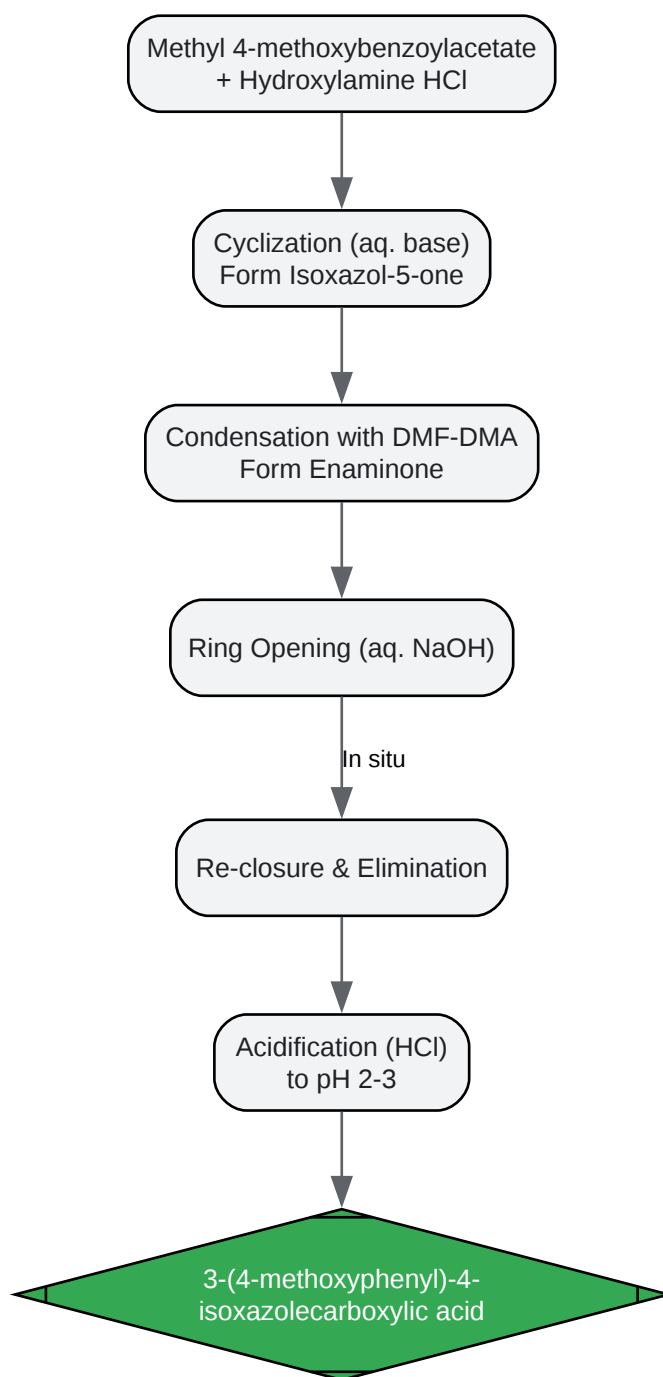 Methyl 4-methoxybenzoylacetate
+ Hydroxylamine HCl
Cyclization (aq. base)
Form Isoxazol-5-one
Condensation with DMF-DMA
Form Enaminone
Ring Opening (aq. NaOH)
In situ
Re-closure & Elimination
Acidification (HCl)
to pH 2-3
3-(4-methoxyphenyl)-4-
isoxazolecarboxylic acid